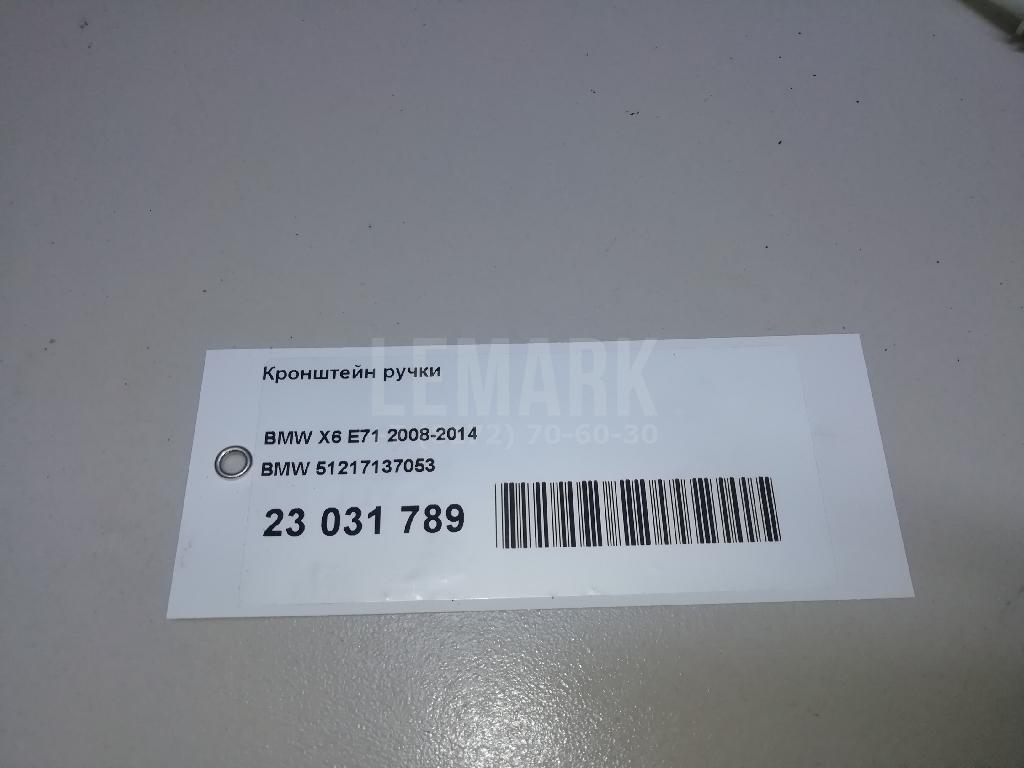 LEMARK
2) 70-60-30
Кронштейн ручки
BMW X6 E71 2008-2014
BMW 51217137053
23 031 789